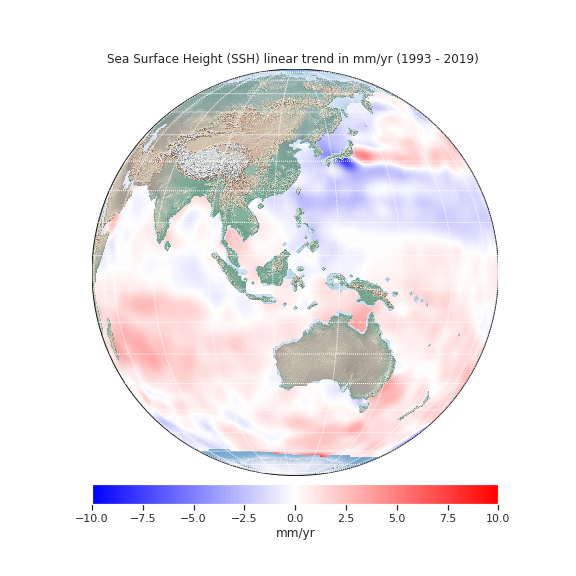 Sea Surface Height (SSH) linear trend in mm/yr (1993 - 2019)
−10.0 −7.5 −5.0 −2.5 0.0 2.5 5.0 7.5 10.0
mm/yr